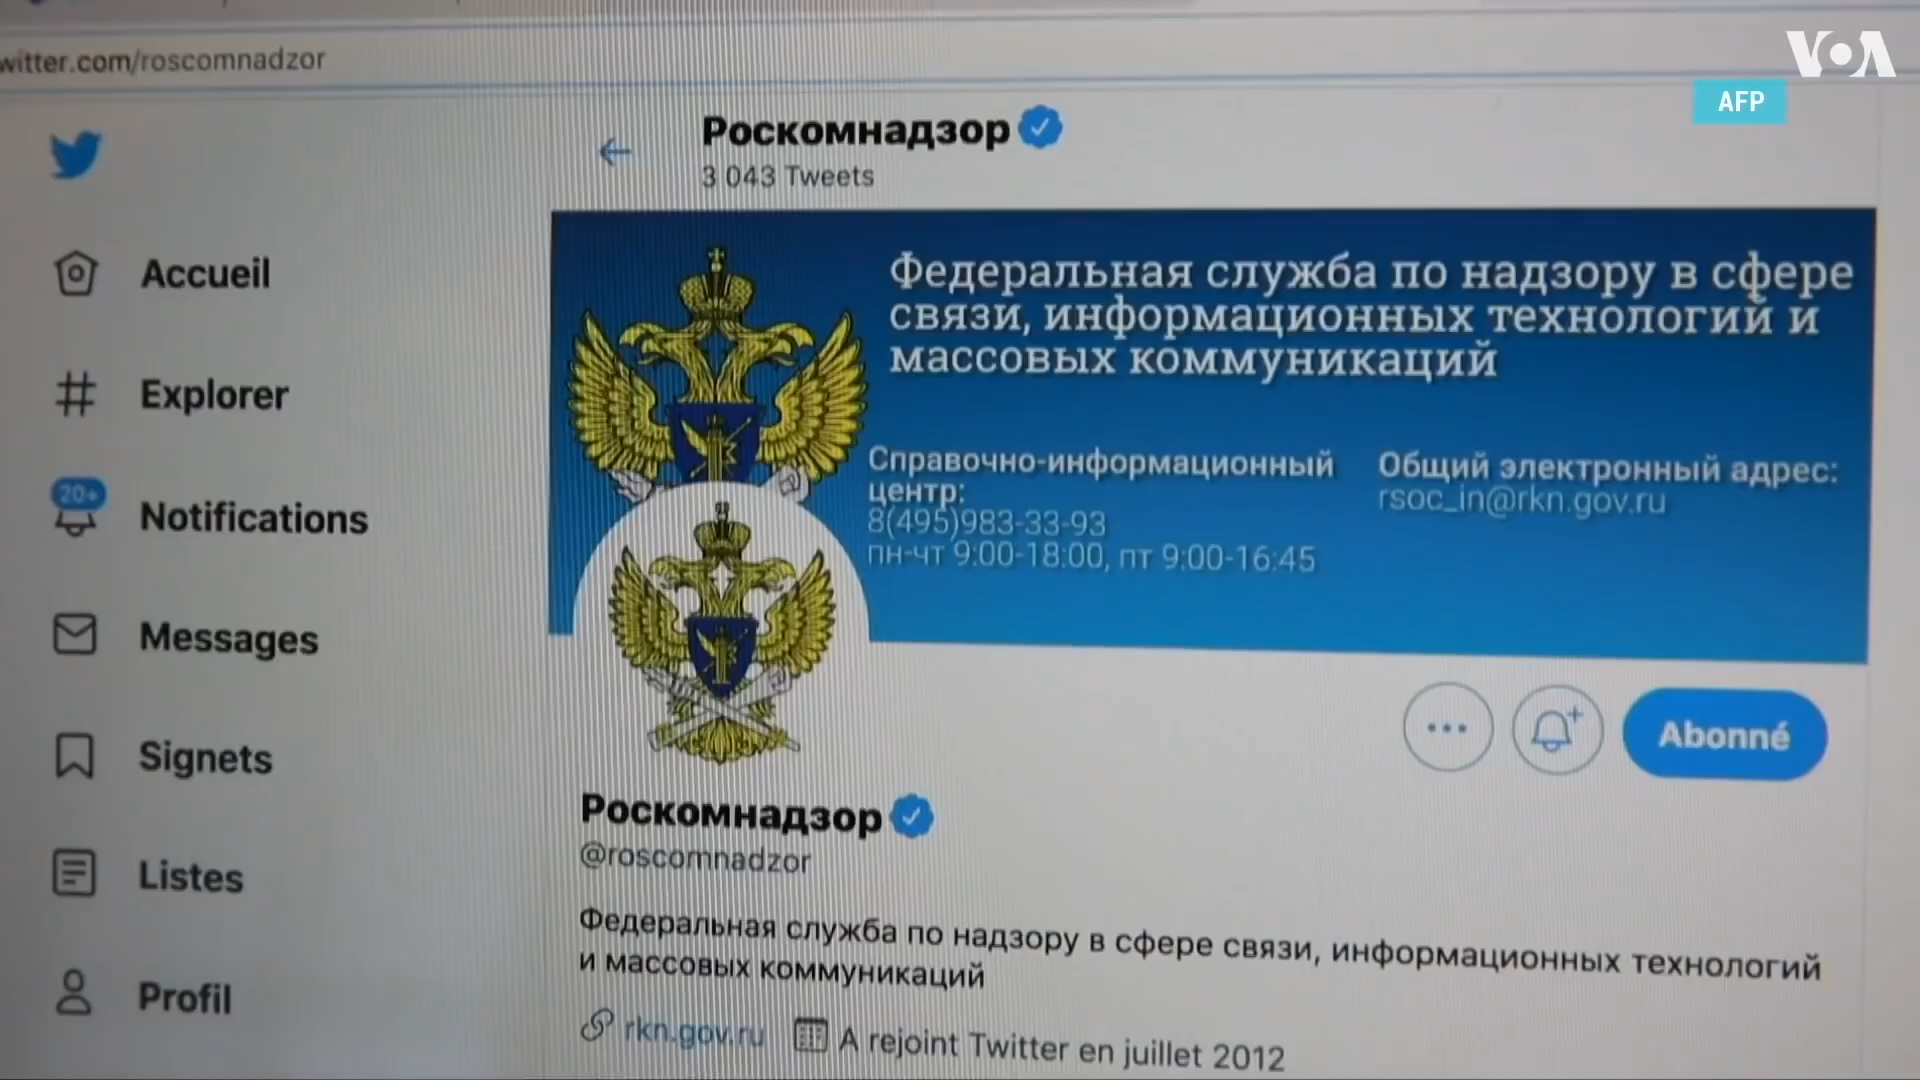 witter.com/roscomnadzor
VOA
AFP
Роскомнадзор
3 043 Tweets
Accueil
Explorer
20+
Notifications
Messages
Signets
Listes
Profil
Федеральная служба по надзору в сфере
связи, информационных технологий и
массовых коммуникаций
Справочно-информационный
центр:
8(495)983-33-93
пн-чт 9:00-18:00, пт 9:00-16:45
Общий электронный адрес:
rsoc_in@rkn.gov.ru
Abonné
Роскомнадзор
@roscomnadzor
Федеральная служба по надзору в сфере связи, информационных технологий
и массовых коммуникаций
rkn.gov.ru A rejoint Twitter en juillet 2012